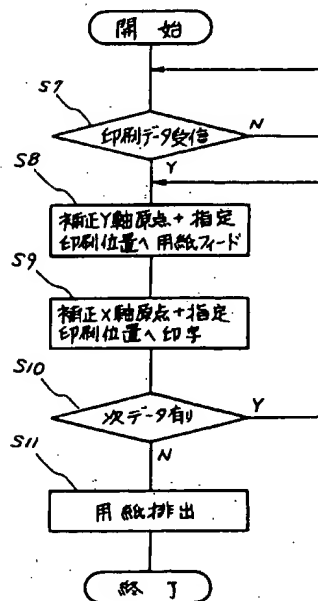 開始
S7
印刷データ受信
N
Y
S8
補正Y軸原点+指定
印刷位置へ用紙フィード
S9
補正X軸原点+指定
印刷位置へ印字
S10
次データ有り
Y
N
S11
用紙排出
終了